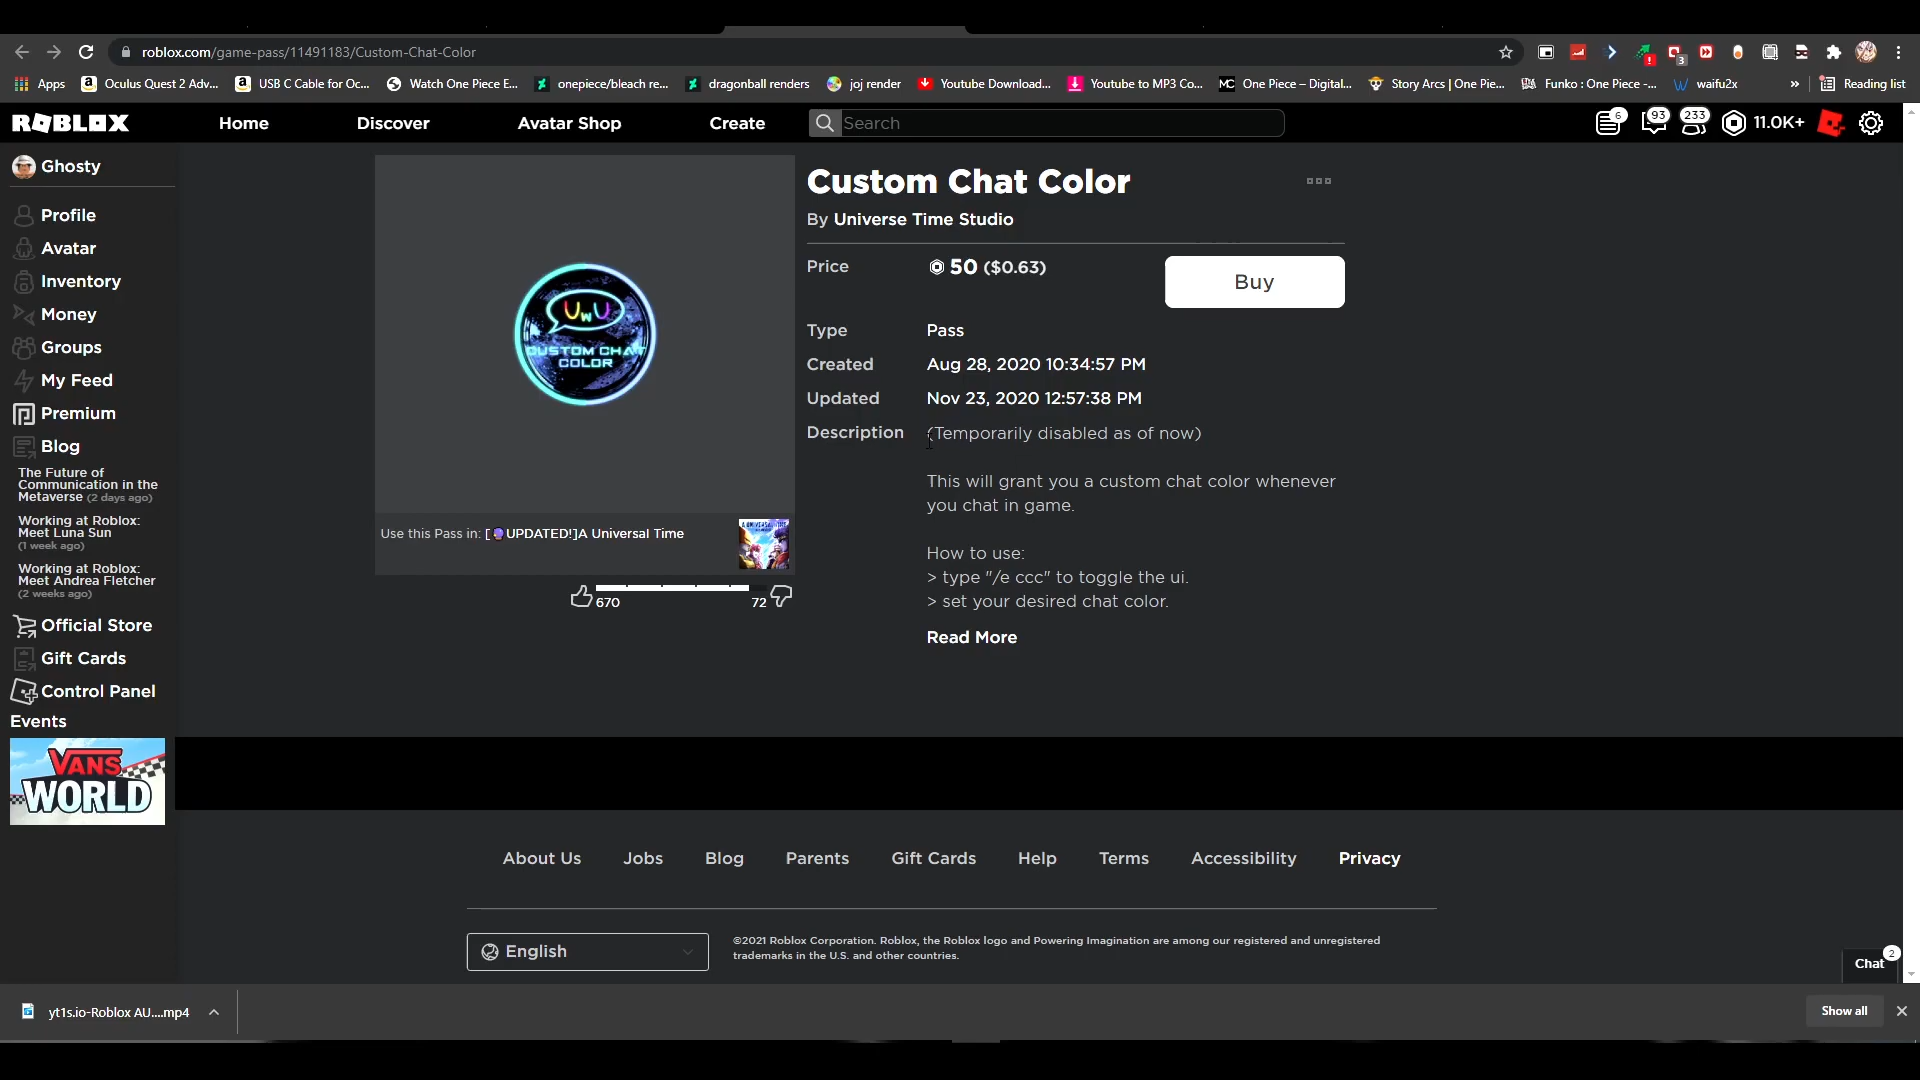 roblox.com/game-pass/11491183/Custom-Chat-Color
Apps
Oculus Quest 2 Adv...
USB C Cable for Oc...
Watch One Piece E...
onepiece/bleach re...
dragonball renders
joj render
Youtube Download...
Youtube to MP3 Co...
One Piece – Digital...
Story Arcs | One Pie...
Funko : One Piece -...
waifu2x
»
Reading list
ROBLOX
Home
Discover
Avatar Shop
Create
Search
6
93
233
11.0K+
Ghosty
Profile
Avatar
Inventory
Money
Groups
My Feed
Premium
Blog
The Future of
Communication in the
Metaverse (2 days ago)
Working at Roblox:
Meet Luna Sun
(1 week ago)
Working at Roblox:
Meet Andrea Fletcher
(2 weeks ago)
Official Store
Gift Cards
Control Panel
Events
VANS
WORLD
UwU
CUSTOM CHAT
COLOR
Use this Pass in: [🔮UPDATED!]A Universal Time
670
72
Custom Chat Color
By Universe Time Studio
Price 50 ($0.63)
Buy
Type Pass
Created Aug 28, 2020 10:34:57 PM
Updated Nov 23, 2020 12:57:38 PM
Description (Temporarily disabled as of now)
This will grant you a custom chat color whenever
you chat in game.
How to use:
> type "/e ccc" to toggle the ui.
> set your desired chat color.
Read More
About Us
Jobs
Blog
Parents
Gift Cards
Help
Terms
Accessibility
Privacy
English
©2021 Roblox Corporation. Roblox, the Roblox logo and Powering Imagination are among our registered and unregistered
trademarks in the U.S. and other countries.
Chat
2
yt1s.io-Roblox AU....mp4
Show all